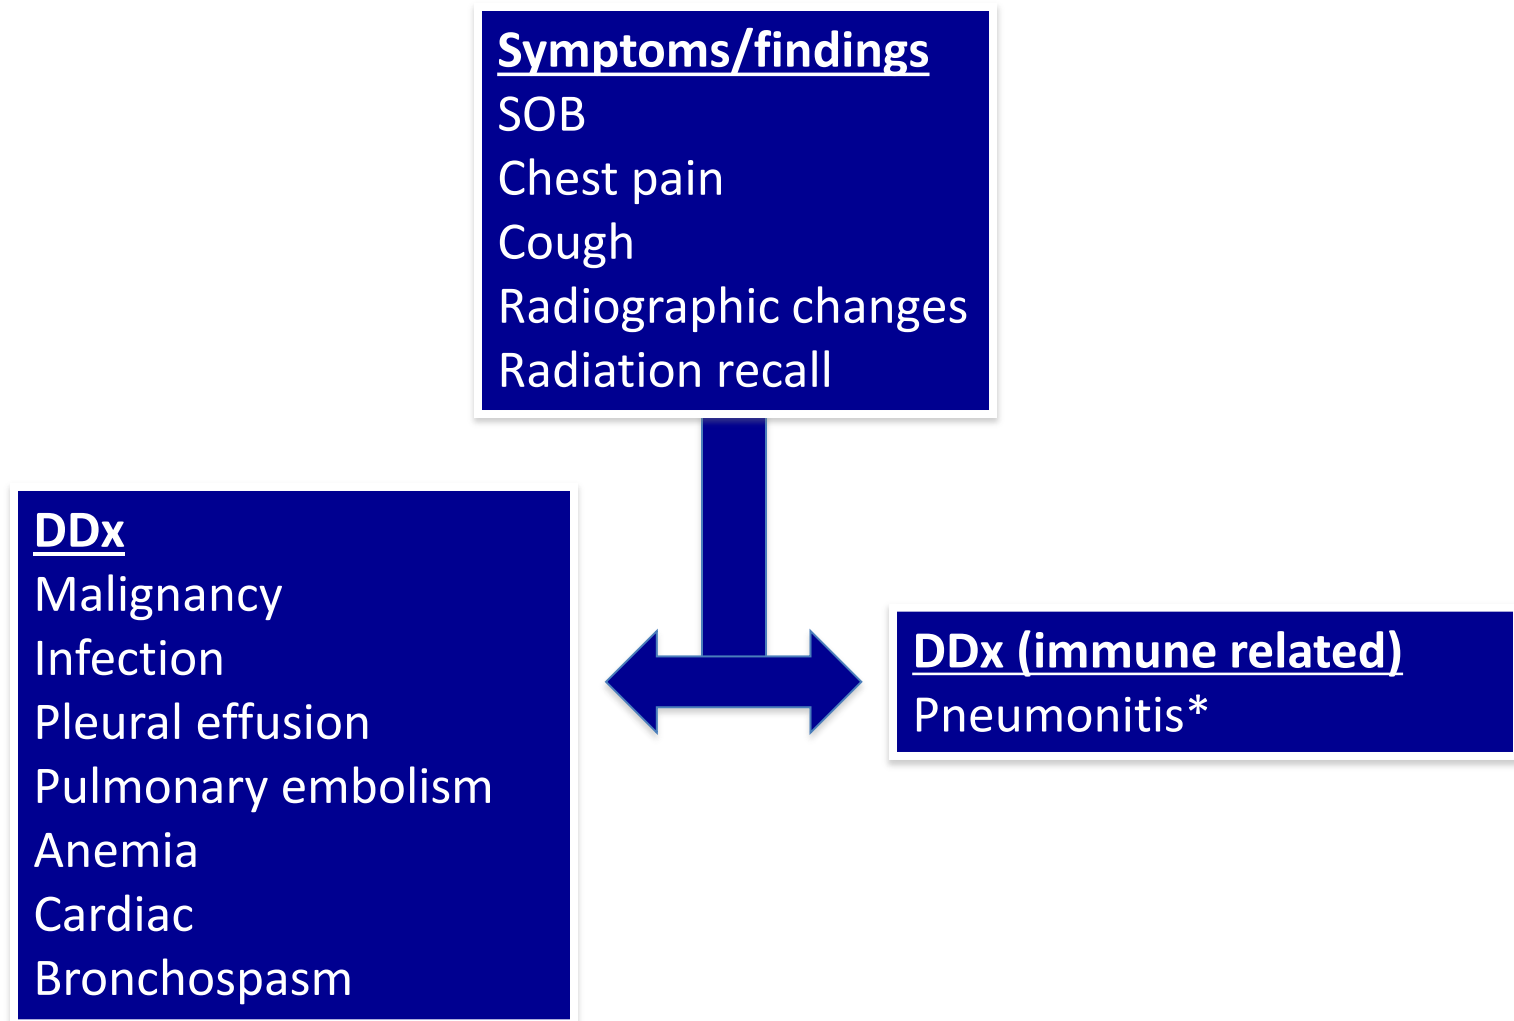 Symptoms/findings
SOB
Chest pain
Cough
Radiographic changes
Radiation recall
DDx
Malignancy
Infection
Pleural effusion
Pulmonary embolism
Anemia
Cardiac
Bronchospasm
DDx (immune related)
Pneumonitis*